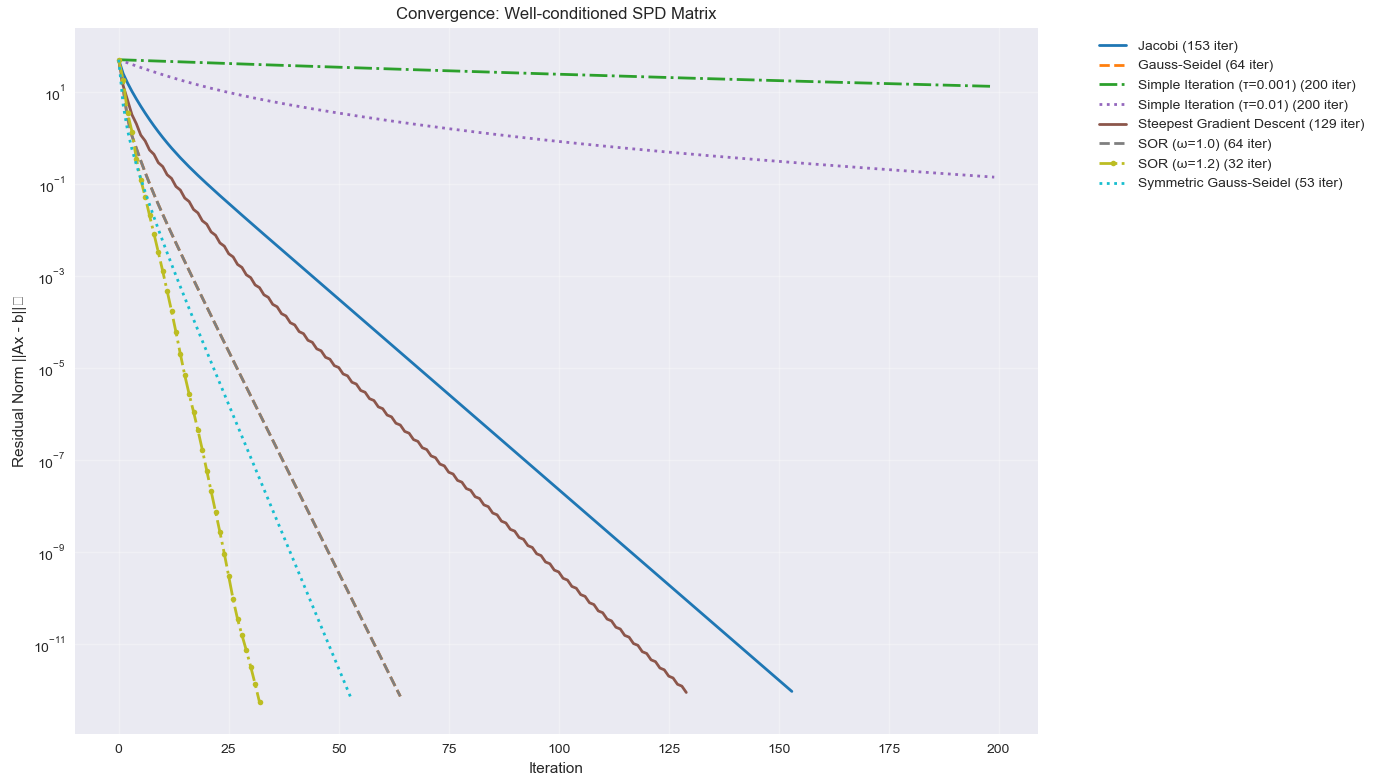 Convergence: Well-conditioned SPD Matrix
Residual Norm ||Ax - b||□
10¹
10⁻¹
10⁻³
10⁻⁵
10⁻⁷
10⁻⁹
10⁻¹¹
0 25 50 75 100 125 150 175 200
Iteration
Jacobi (153 iter)
Gauss-Seidel (64 iter)
Simple Iteration (τ=0.001) (200 iter)
Simple Iteration (τ=0.01) (200 iter)
Steepest Gradient Descent (129 iter)
SOR (ω=1.0) (64 iter)
SOR (ω=1.2) (32 iter)
Symmetric Gauss-Seidel (53 iter)